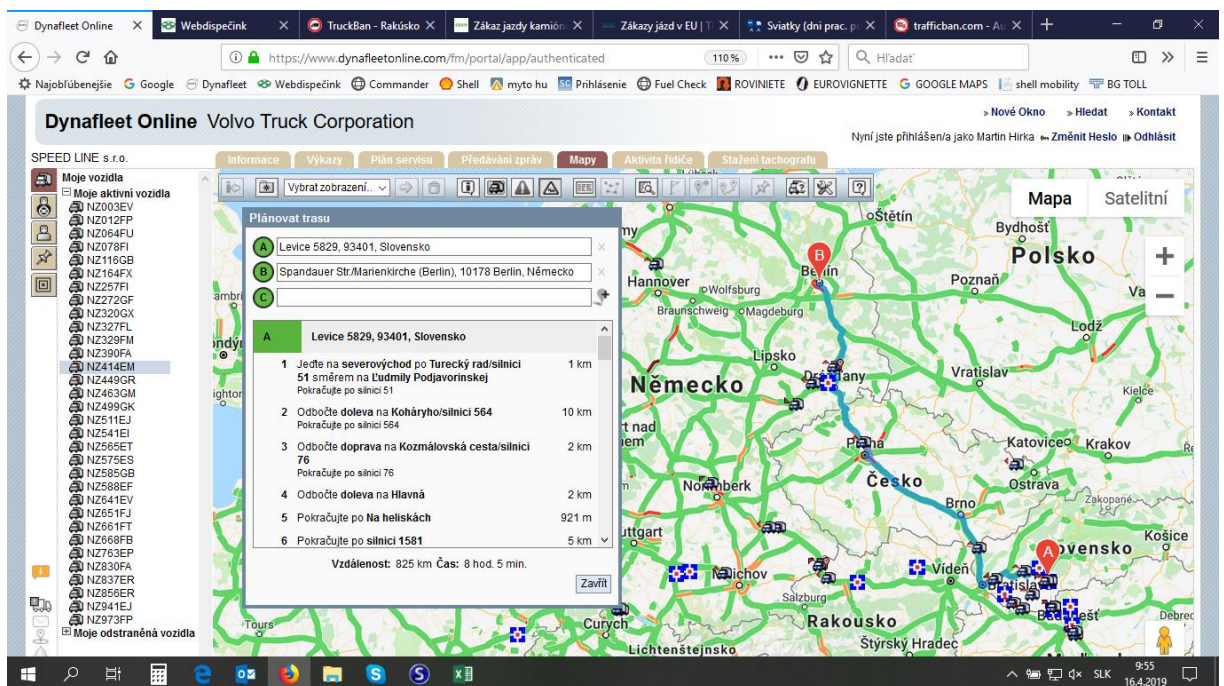 Dynafleet Online
Webdispečink
TruckBan - Rakúsko
Zákaz jazdy kamión
Zákazy jázd v EU | T
Sviatky (dni prac. po
trafficban.com - Au
https://www.dynafleetonline.com/fm/portal/app/authenticated
110 %
Hľadať
Najobľúbenejšie
Google
Dynafleet
Webdispečink
Commander
Shell
myto hu
Prihlásenie
Fuel Check
ROVINIETE
EUROVIGNETTE
GOOGLE MAPS
shell mobility
BG TOLL
» Nové Okno » Hledat » Kontakt
Dynafleet Online Volvo Truck Corporation
Nyní jste přihlášen/a jako Martin Hirka Změnit Heslo Odhlásit
SPEED LINE s.r.o.
Informace
Výkazy
Plán servisu
Předávání zpráv
Mapy
Aktivita řidiče
Stažení tachografu
Moje vozidla
Moje aktivní vozidla
NZ003EV
NZ012FP
NZ064FU
NZ078FI
NZ116GB
NZ164FX
NZ257FI
NZ272GF
NZ320GX
NZ327FL
NZ329FM
NZ390FA
NZ414EM
NZ449GR
NZ463GM
NZ499GK
NZ511EJ
NZ541EI
NZ565ET
NZ575ES
NZ585GB
NZ588EF
NZ641EV
NZ651FJ
NZ661FT
NZ668FB
NZ763EP
NZ830FA
NZ837ER
NZ856ER
NZ941EJ
NZ973FP
Moje odstraněná vozidla
Vybrat zobrazení..
Plánovat trasu
A Levice 5829, 93401, Slovensko
B Spandauer Str./Marienkirche (Berlin), 10178 Berlin, Německo
C
A Levice 5829, 93401, Slovensko
1 Jeďte na severovýchod po Turecký rad/silnici 1 km
51 směrem na Ľudmily Podjavorinskej
Pokračujte po silnici 51
2 Odbočte doleva na Koháryho/silnici 564 10 km
Pokračujte po silnici 564
3 Odbočte doprava na Kozmálovská cesta/silnici 2 km
76
Pokračujte po silnici 76
4 Odbočte doleva na Hlavná 2 km
5 Pokračujte po Na heliskách 921 m
6 Pokračujte po silnici 1581 5 km
Vzdálenost: 825 km Čas: 8 hod. 5 min.
Zavřít
Mapa
Satelitní
Štětín
Bydhošť
Polsko
B
Hannover
Wolfsburg
Poznaň
Braunschweig
Magdeburg
Lodž
Lipsko
Vratislav
Německo
Kielce
Praha
Katovice
Krakov
Česko
Ostrava
Norimberk
Brno
Zakopané
A
Košice
Vídeň
Salzburg
Debrec
Tours
Curych
Rakousko
Lichtenštejnsko
Štýrský Hradec
SLK
9:55
16.4.2019